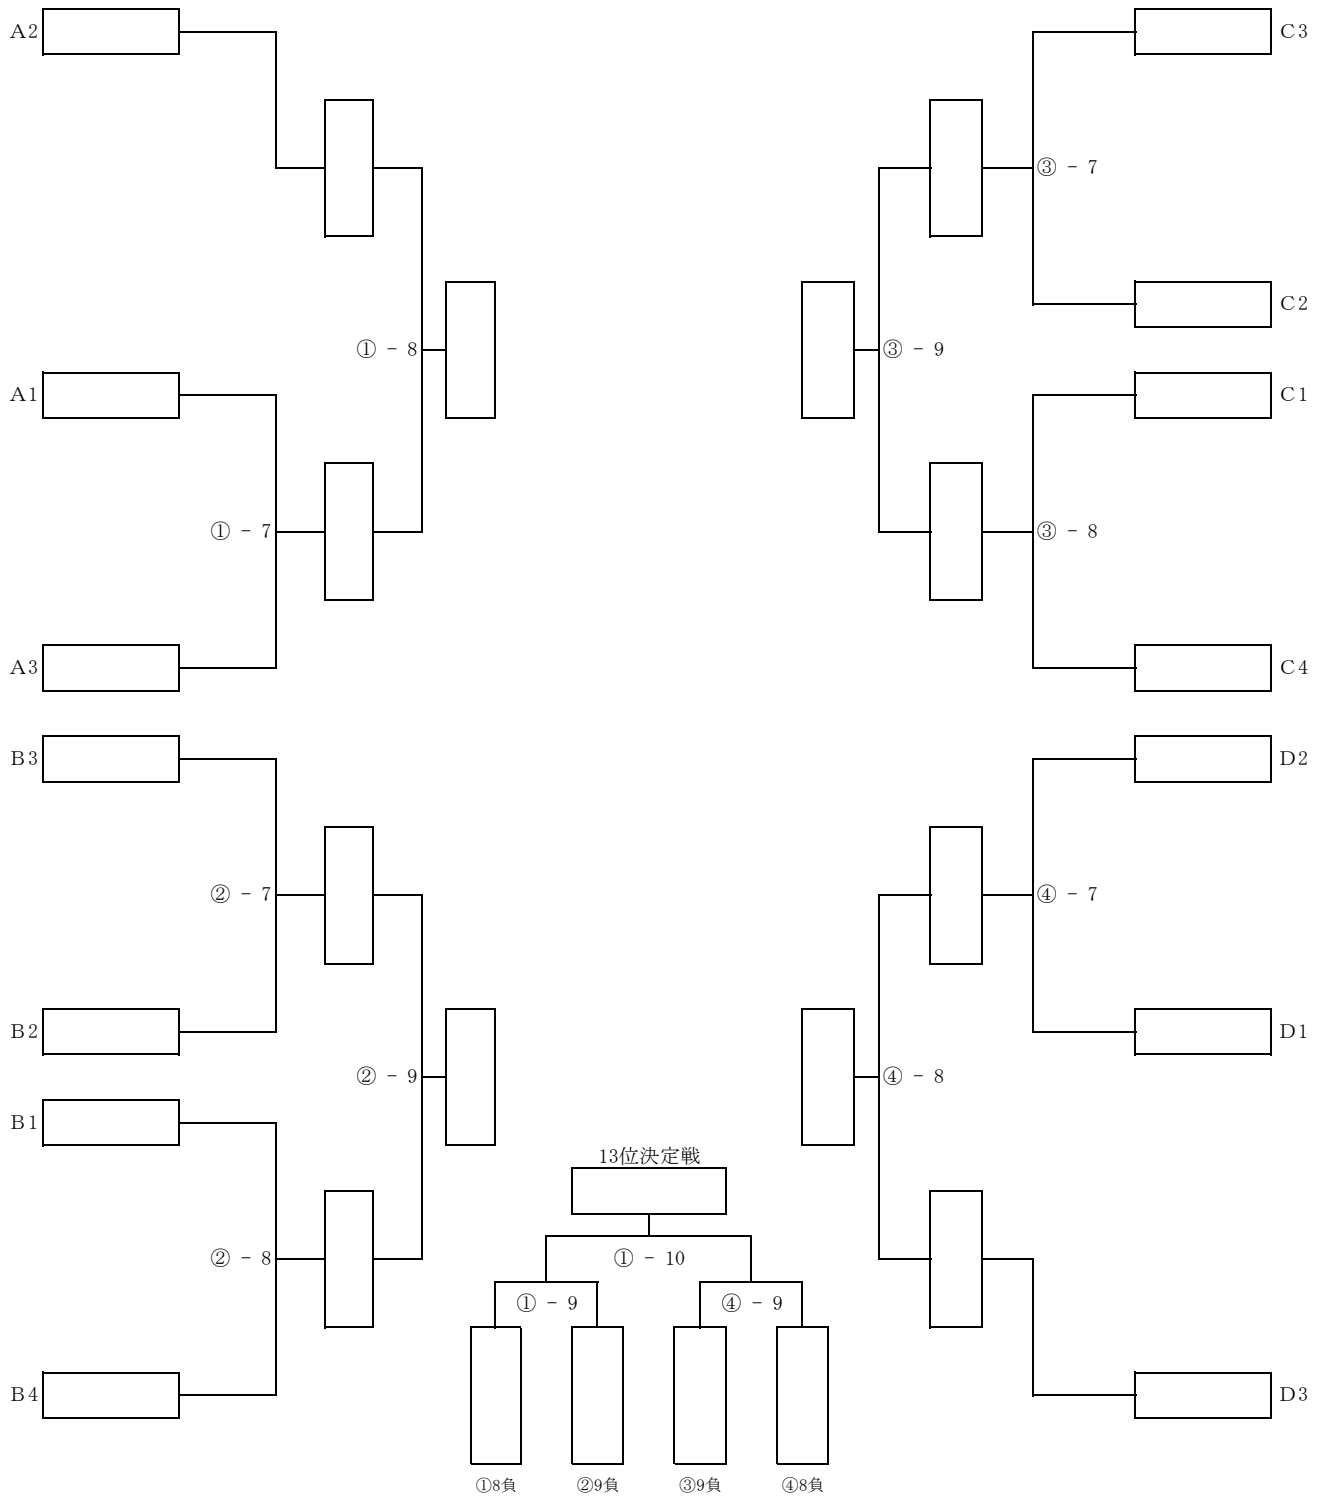 A2
C3
③ － 7
C2
① － 8
③ － 9
A1
C1
① － 7
③ － 8
A3
C4
B3
D2
② － 7
④ － 7
B2
D1
② － 9
④ － 8
B1
13位決定戦
② － 8
① － 10
① － 9
④ － 9
B4
D3
①8負
②9負
③9負
④8負